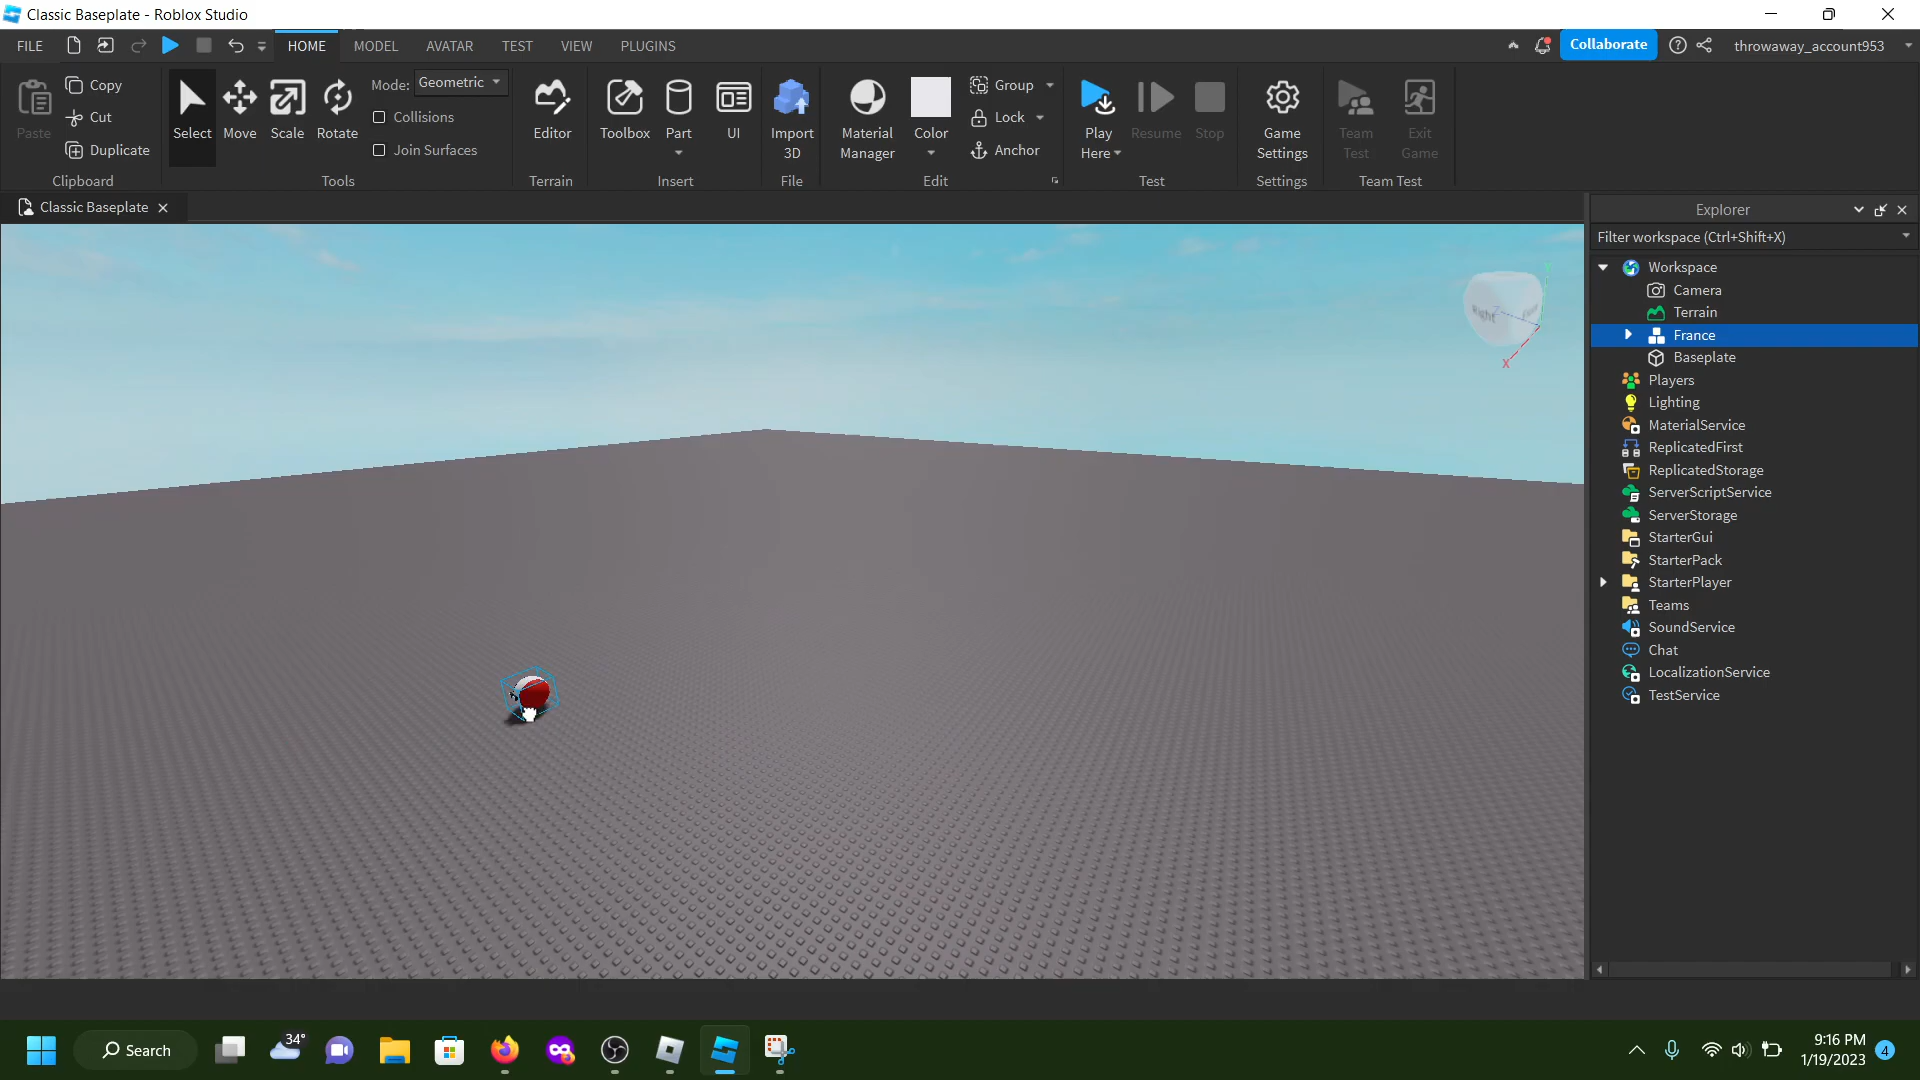 Classic Baseplate - Roblox Studio
FILE HOME MODEL AVATAR TEST VIEW PLUGINS Collaborate throwaway_account953
Paste Copy Cut Duplicate Clipboard
Select Move Scale Rotate Mode: Geometric Collisions Join Surfaces Tools
Editor Terrain
Toolbox Part UI Insert
Import 3D File
Material Manager Color Group Lock Anchor Edit
Play Here Resume Stop Test
Game Settings Settings
Team Test Exit Game Team Test
Classic Baseplate
Explorer
Filter workspace (Ctrl+Shift+X)
Workspace
Camera
Terrain
France
Baseplate
Players
Lighting
MaterialService
ReplicatedFirst
ReplicatedStorage
ServerScriptService
ServerStorage
StarterGui
StarterPack
StarterPlayer
Teams
SoundService
Chat
LocalizationService
TestService
Right
X
Search
34°
9:16 PM
1/19/2023
4